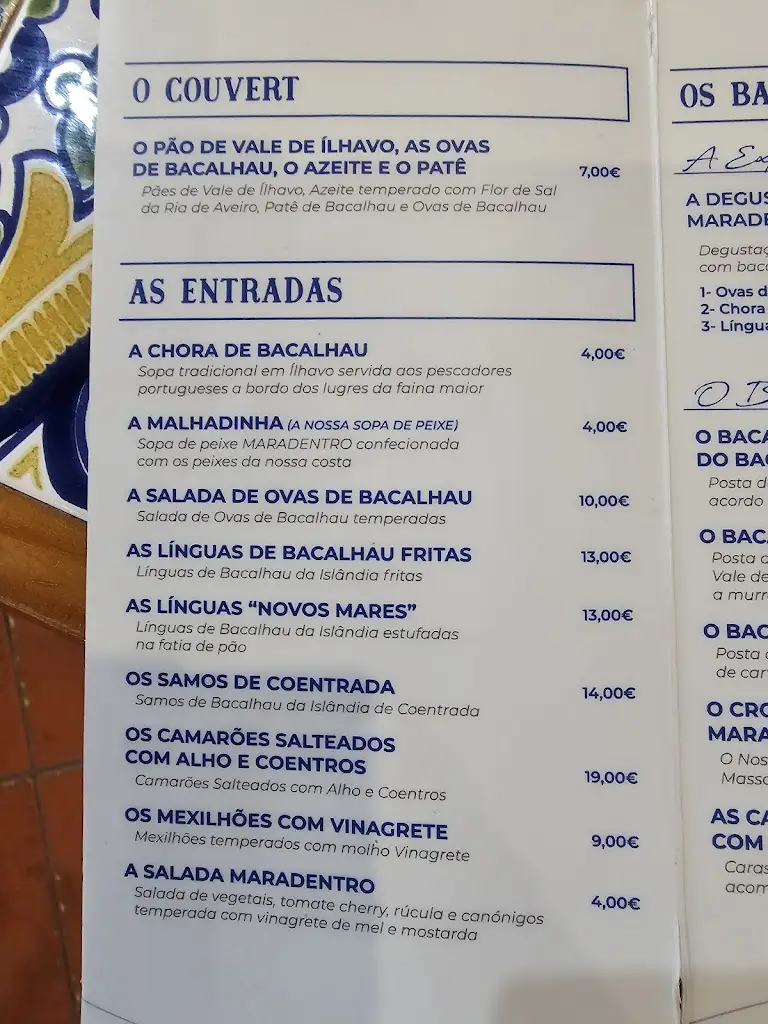 O COUVERT
O PÃO DE VALE DE ÍLHAVO, AS OVAS
DE BACALHAU, O AZEITE E O PATÊ 7,00€
Pães de Vale de Ílhavo, Azeite temperado com Flor de Sal
da Ria de Aveiro, Patê de Bacalhau e Ovas de Bacalhau
AS ENTRADAS
A CHORA DE BACALHAU 4,00€
Sopa tradicional em Ílhavo servida aos pescadores
portugueses a bordo dos lugres da faina maior
A MALHADINHA (A NOSSA SOPA DE PEIXE) 4,00€
Sopa de peixe MARADENTRO confecionada
com os peixes da nossa costa
A SALADA DE OVAS DE BACALHAU 10,00€
Salada de Ovas de Bacalhau temperadas
AS LÍNGUAS DE BACALHAU FRITAS 13,00€
Línguas de Bacalhau da Islândia fritas
AS LÍNGUAS “NOVOS MARES” 13,00€
Línguas de Bacalhau da Islândia estufadas
na fatia de pão
OS SAMOS DE COENTRADA 14,00€
Samos de Bacalhau da Islândia de Coentrada
OS CAMARÕES SALTEADOS
COM ALHO E COENTROS 19,00€
Camarões Salteados com Alho e Coentros
OS MEXILHÕES COM VINAGRETE 9,00€
Mexilhões temperados com molho Vinagrete
A SALADA MARADENTRO 4,00€
Salada de vegetais, tomate cherry, rúcula e canónigos
temperada com vinagrete de mel e mostarda
OS BA
A Ex
A DEGUS
MARADE
Degustaç
com baca
1- Ovas d
2- Chora
3- Língua
O B
O BACA
DO BAC
Posta d
acordo
O BAC
Posta d
Vale de
a murr
O BAC
Posta
de car
O CRO
MARA
O Nos
Massa
AS CA
COM
Caras
acom